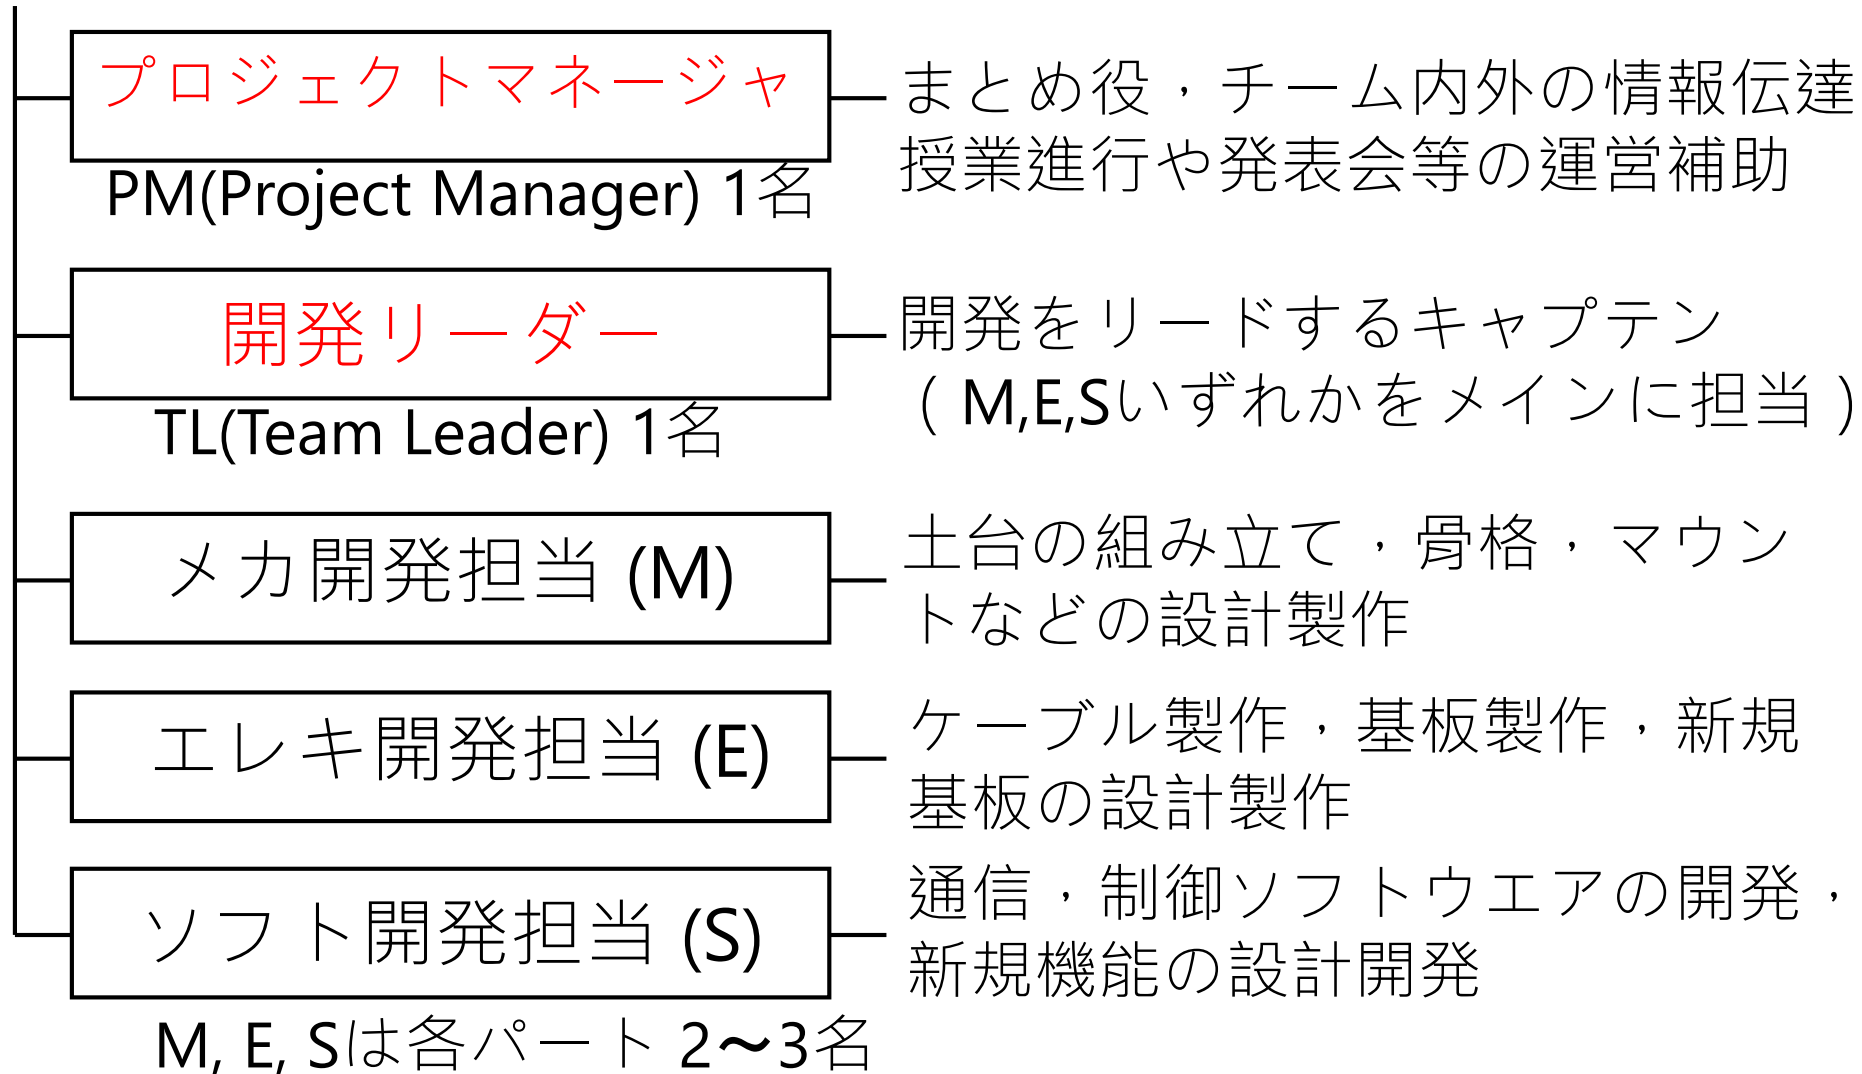 プロジェクトマネージャ
まとめ役，チーム内外の情報伝達
授業進行や発表会等の運営補助
PM(Project Manager) 1名
開発リーダー
開発をリードするキャプテン
( M,E,Sいずれかをメインに担当 )
TL(Team Leader) 1名
メカ開発担当 (M)
土台の組み立て，骨格，マウン
トなどの設計製作
エレキ開発担当 (E)
ケーブル製作，基板製作，新規
基板の設計製作
ソフト開発担当 (S)
通信，制御ソフトウエアの開発，
新規機能の設計開発
M, E, Sは各パート 2～3名